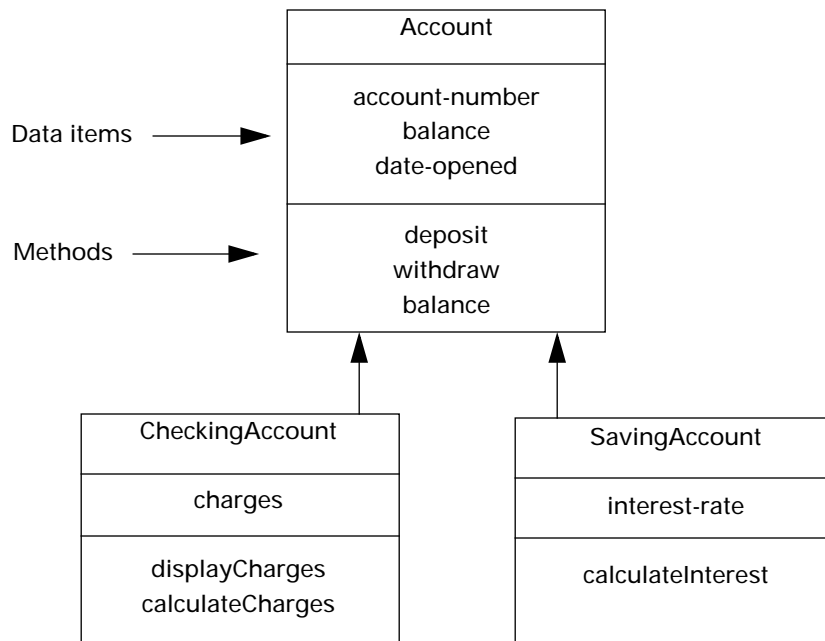 Account
account-number
Data items
balance
date-opened
Methods
deposit
withdraw
balance
CheckingAccount
charges
displayCharges
calculateCharges
SavingAccount
interest-rate
calculateInterest